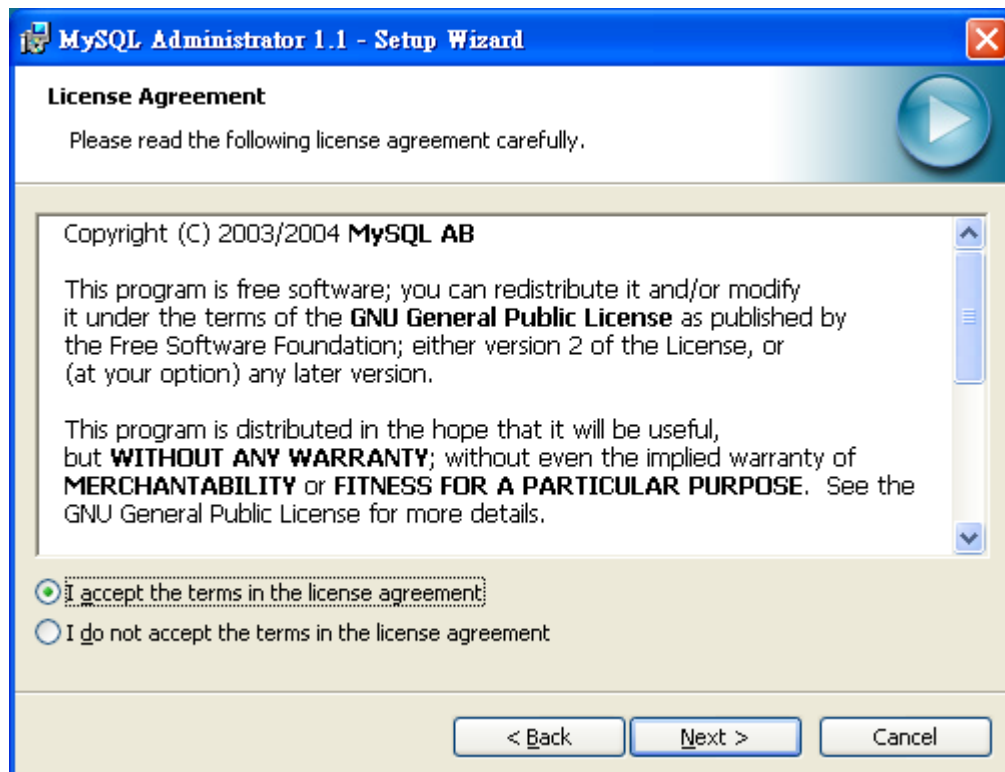 MySQL Administrator 1.1 - Setup Wizard
License Agreement
Please read the following license agreement carefully.
Copyright (C) 2003/2004 MySQL AB
This program is free software; you can redistribute it and/or modify
it under the terms of the GNU General Public License as published by
the Free Software Foundation; either version 2 of the License, or
(at your option) any later version.
This program is distributed in the hope that it will be useful,
but WITHOUT ANY WARRANTY; without even the implied warranty of
MERCHANTABILITY or FITNESS FOR A PARTICULAR PURPOSE.  See the
GNU General Public License for more details.
I accept the terms in the license agreement
I do not accept the terms in the license agreement
< Back Next > Cancel